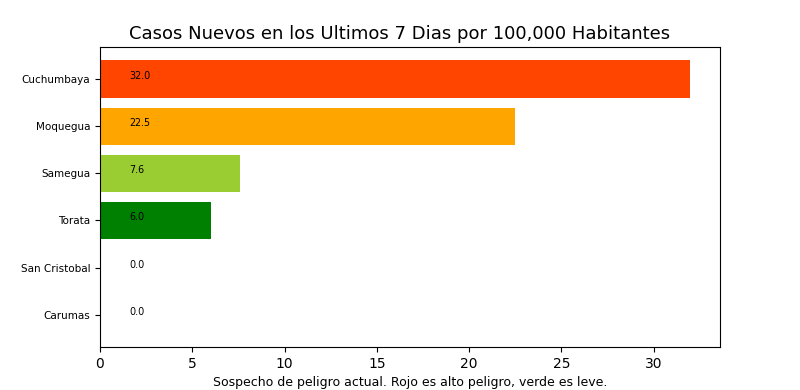 Casos Nuevos en los Ultimos 7 Dias por 100,000 Habitantes
Cuchumbaya 32.0
Moquegua 22.5
Samegua 7.6
Torata 6.0
San Cristobal 0.0
Carumas 0.0
0 5 10 15 20 25 30
Sospecho de peligro actual. Rojo es alto peligro, verde es leve.